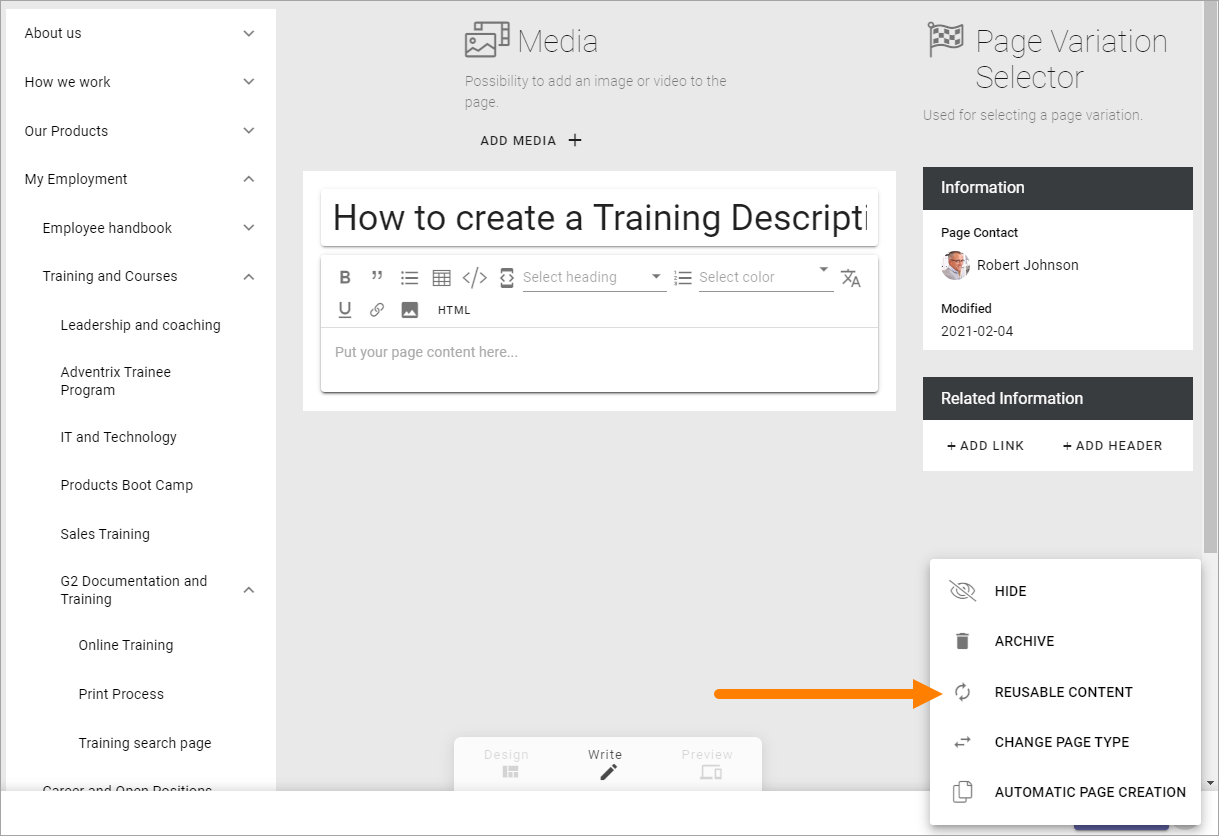 About us
How we work
Our Products
My Employment
Employee handbook
Training and Courses
Leadership and coaching
Adventrix Trainee
Program
IT and Technology
Products Boot Camp
Sales Training
G2 Documentation and
Training
Online Training
Print Process
Training search page
Career and Open Positions
Media
Possibility to add an image or video to the
page.
ADD MEDIA +
How to create a Training Descripti
B
Select heading
Select color
U
HTML
Put your page content here...
Design
Write
Preview
Page Variation
Selector
Used for selecting a page variation.
Information
Page Contact
Robert Johnson
Modified
2021-02-04
Related Information
+ ADD LINK
+ ADD HEADER
HIDE
ARCHIVE
REUSABLE CONTENT
CHANGE PAGE TYPE
AUTOMATIC PAGE CREATION